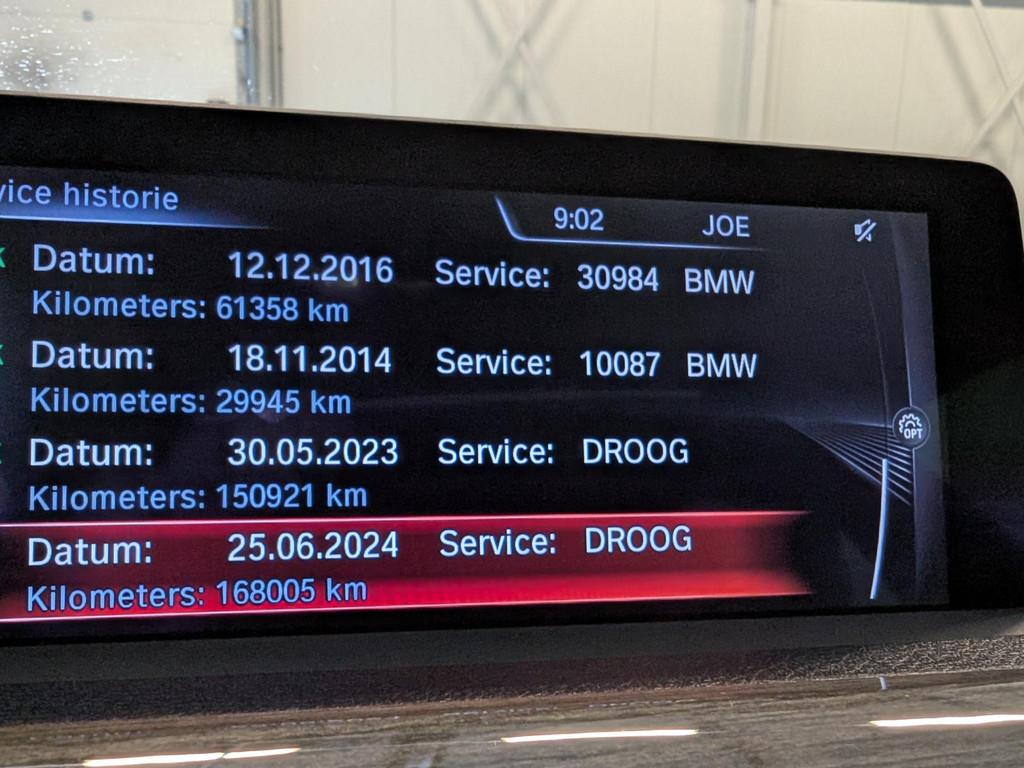 vice historie
9:02 JOE
Datum: 12.12.2016 Service: 30984 BMW
Kilometers: 61358 km
Datum: 18.11.2014 Service: 10087 BMW
Kilometers: 29945 km
Datum: 30.05.2023 Service: DROOG
Kilometers: 150921 km
OPT
Datum: 25.06.2024 Service: DROOG
Kilometers: 168005 km